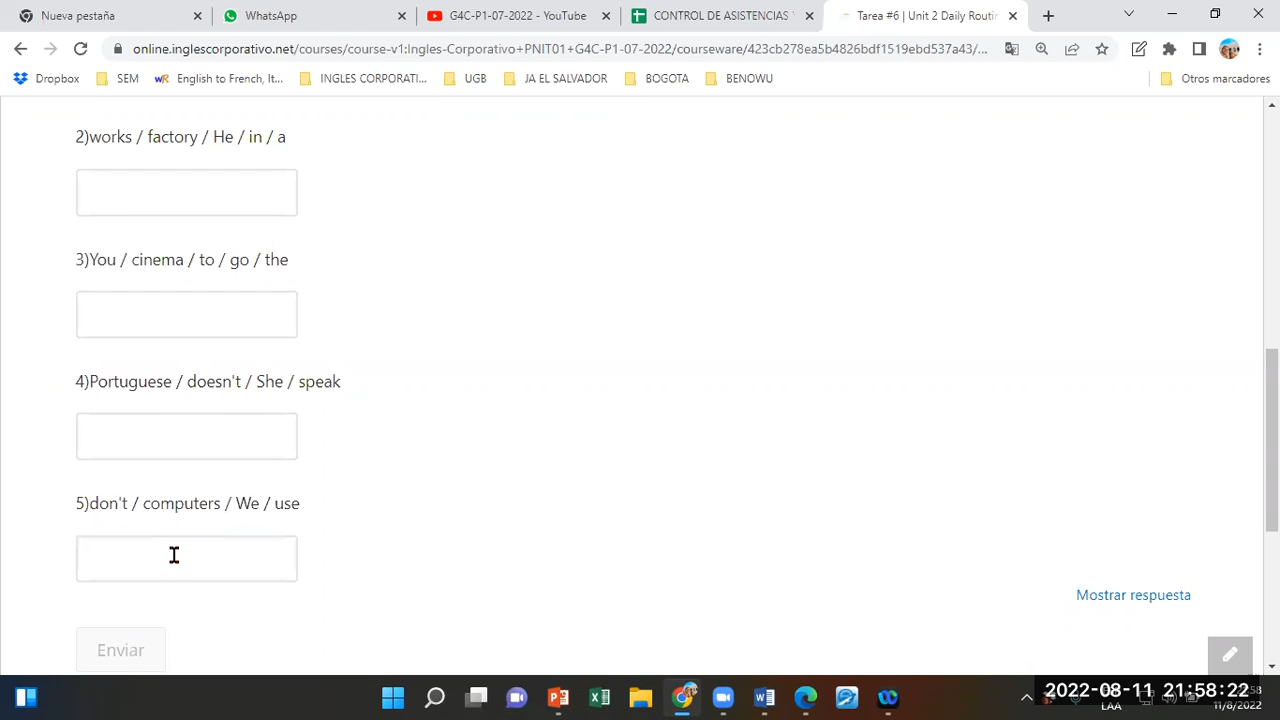 Nueva pestaña
WhatsApp
G4C-P1-07-2022 - YouTube
CONTROL DE ASISTENCIAS Y
Tarea #6 | Unit 2 Daily Routin
online.inglescorporativo.net/courses/course-v1:Ingles-Corporativo+PNIT01+G4C-P1-07-2022/courseware/423cb278ea5b4826bdf1519ebd537a43/...
Dropbox
SEM
English to French, It...
INGLES CORPORATI...
UGB
JA EL SALVADOR
BOGOTA
BENOWU
Otros marcadores
2)works / factory / He / in / a
3)You / cinema / to / go / the
4)Portuguese / doesn't / She / speak
5)don't / computers / We / use
Mostrar respuesta
Enviar
2022-08-11 21:58:22
LAA
11/8/2022